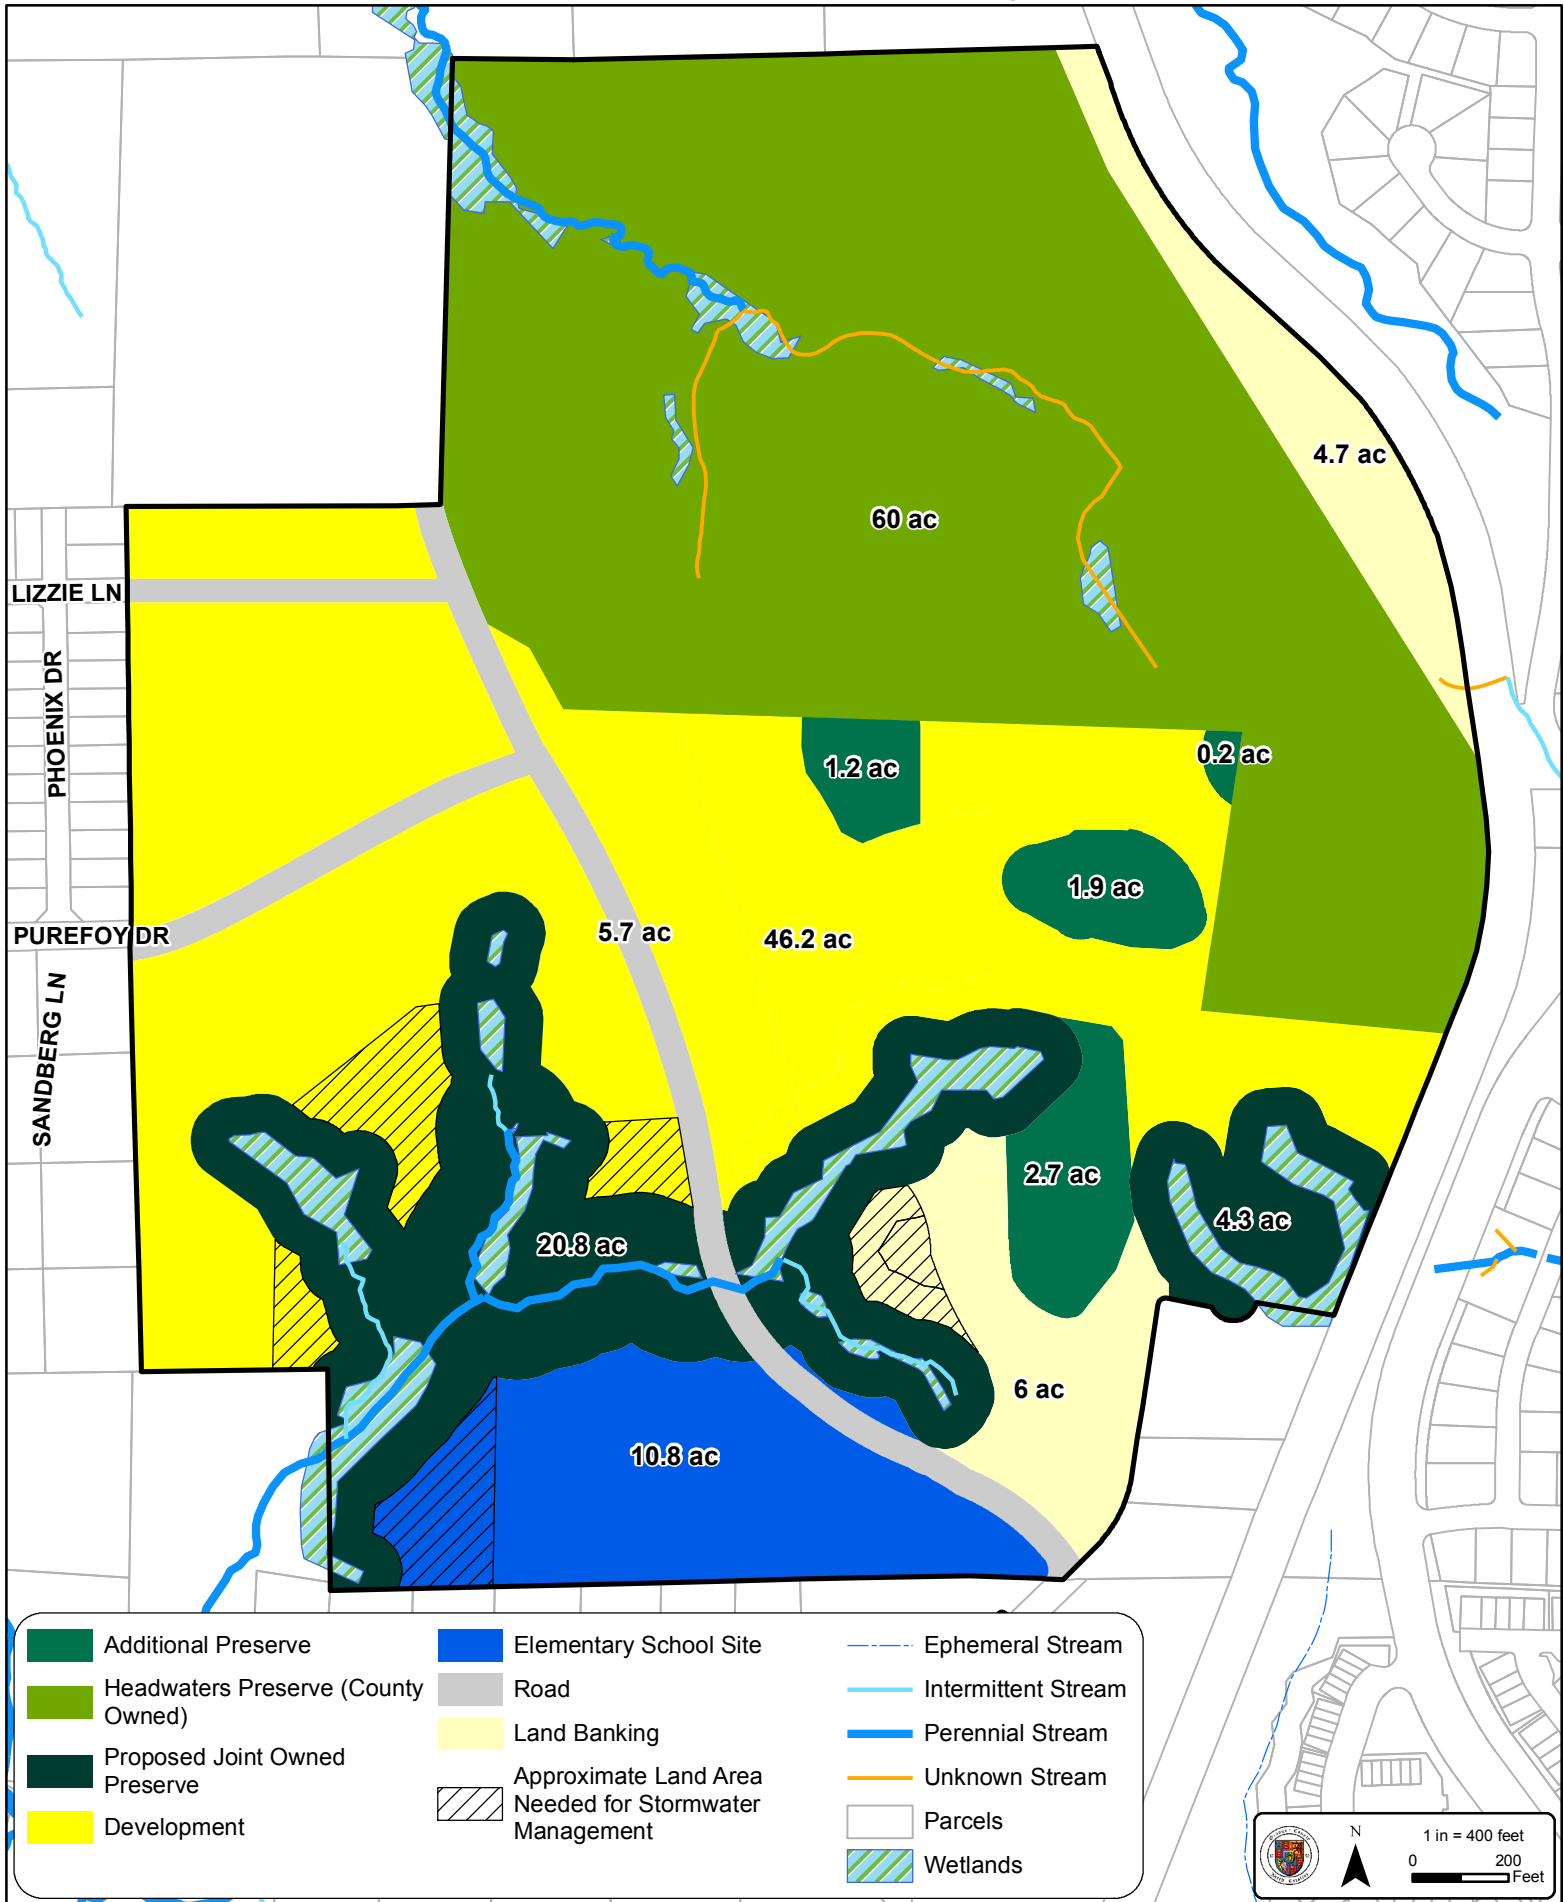 4.7 ac
60 ac
LIZZIE LN
PHOENIX DR
1.2 ac
0.2 ac
1.9 ac
PUREFOY DR
5.7 ac
46.2 ac
SANDBERG LN
2.7 ac
4.3 ac
20.8 ac
6 ac
10.8 ac
Additional Preserve
Headwaters Preserve (County
Owned)
Proposed Joint Owned
Preserve
Development
Elementary School Site
Road
Land Banking
Approximate Land Area
Needed for Stormwater
Management
Ephemeral Stream
Intermittent Stream
Perennial Stream
Unknown Stream
Parcels
Wetlands
N
1 in = 400 feet
0 200
Feet